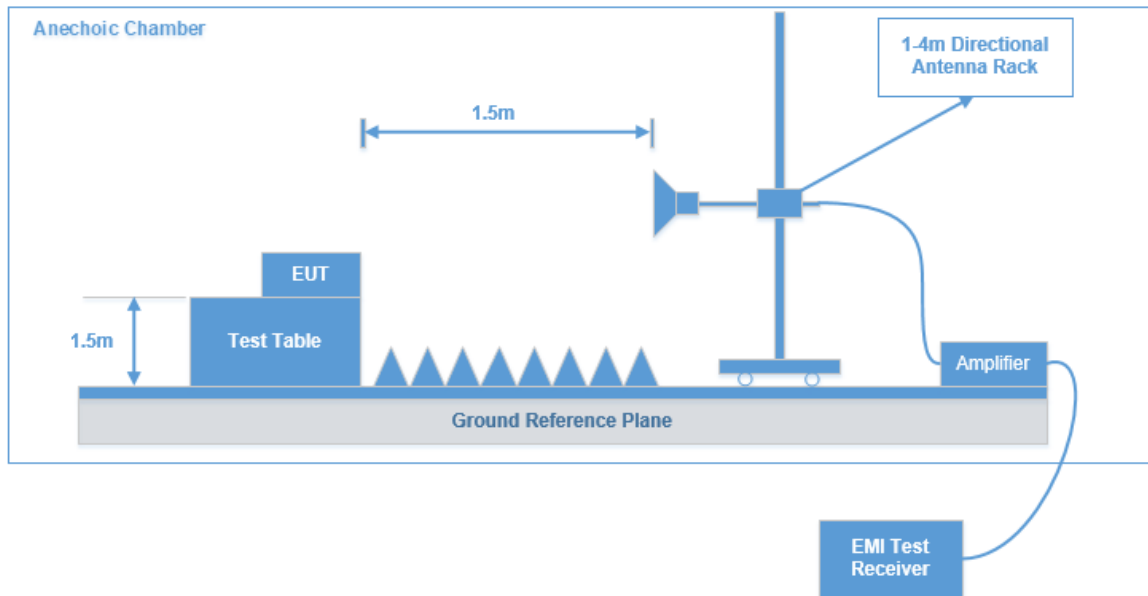 Anechoic Chamber
1-4m Directional
Antenna Rack
1.5m
EUT
1.5m
Test Table
Amplifier
Ground Reference Plane
EMI Test
Receiver